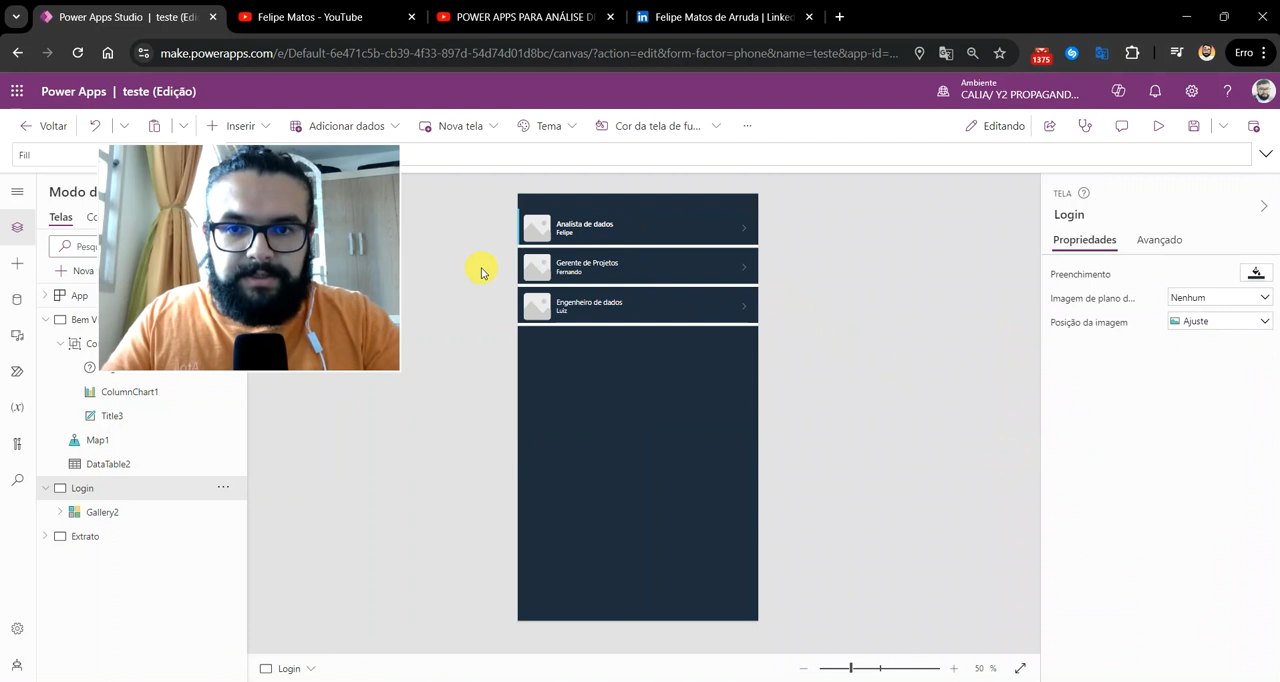 Power Apps Studio | teste (Edi
Felipe Matos - YouTube
POWER APPS PARA ANÁLISE D
Felipe Matos de Arruda | Linked
make.powerapps.com/e/Default-6e471c5b-cb39-4f33-897d-54d74d01d8bc/canvas/?action=edit&form-factor=phone&name=teste&app-id=...
1375
Erro
Power Apps | teste (Edição)
Ambiente
CALIA/ Y2 PROPAGAND...
Voltar
Inserir
Adicionar dados
Nova tela
Tema
Cor da tela de fu...
Editando
Fill
Modo d
Telas
Co
Pesqu
Nova
App
Bem V
Co
ColumnChart1
Title3
Map1
DataTable2
Login
Gallery2
Extrato
Analista de dados
Felipe
Gerente de Projetos
Fernando
Engenheiro de dados
Luiz
TELA
Login
Propriedades
Avançado
Preenchimento
Imagem de plano d...
Nenhum
Posição da imagem
Ajuste
Login
50 %